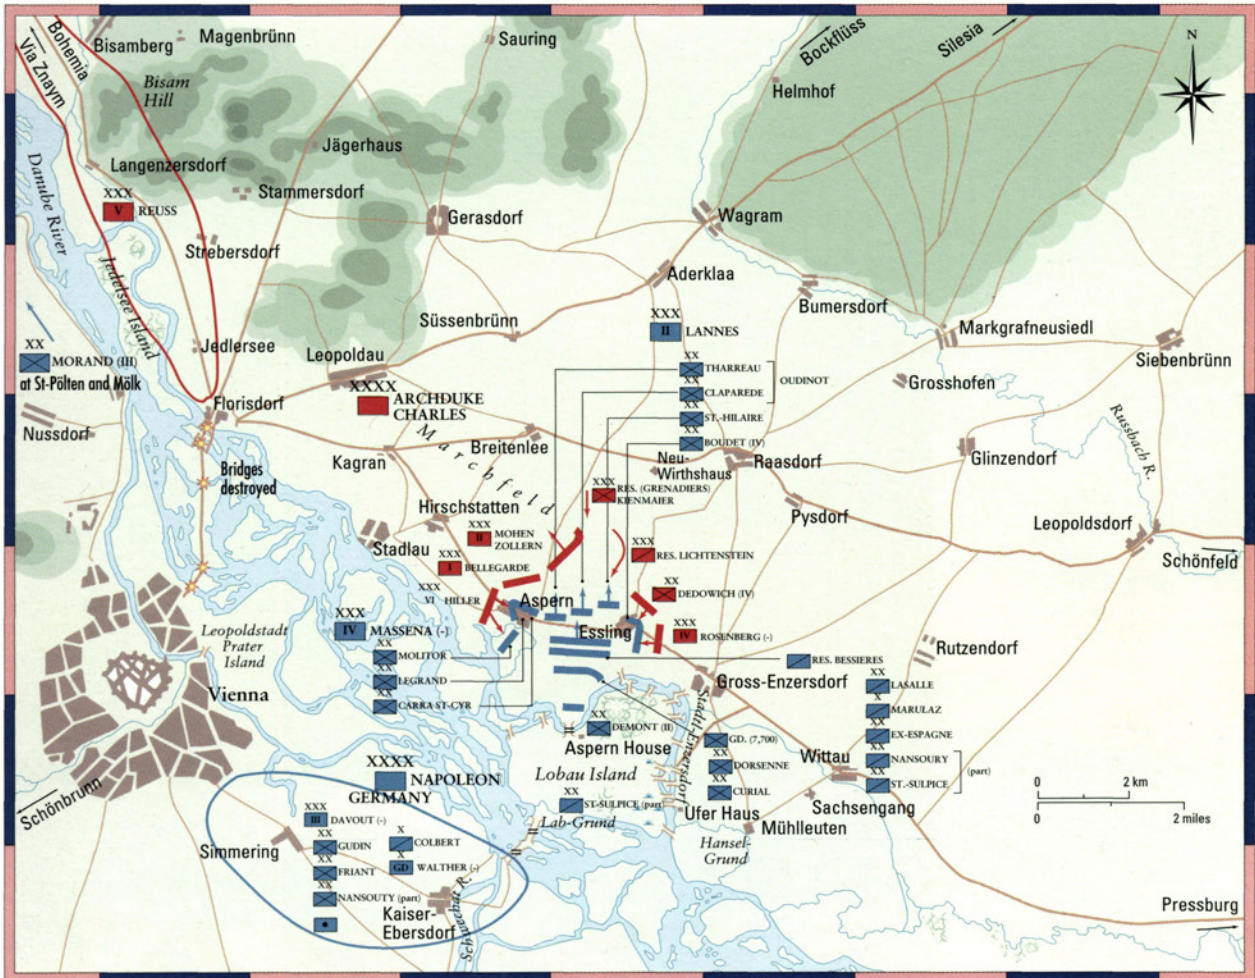 Bohemia
Via Znaym
Bisamberg
Magenbrünn
Sauring
Bockflüss
Silesia
N
Bisam
Hill
Helmhof
Jägerhaus
Langenzersdorf
Stammersdorf
Danube River
XXX
V
REUSS
Gerasdorf
Wagram
Strebersdorf
Jedelsee Island
Aderklaa
Bumersdorf
Süssenbrünn
XXX
II
LANNES
Markgrafneusiedl
Siebenbrünn
XX
MORAND (III)
at St-Pölten and Mölk
Jedlersee
Leopoldau
XX
THARREAU
OUDINOT
XX
CLAPAREDE
Grosshofen
XXXX
ARCHDUKE
CHARLES
XX
ST.-HILAIRE
XX
BOUDET (IV)
Florisdorf
Nussdorf
Marchfeld
Breitenlee
Kagran
Neu-
Wirthshaus
Raasdorf
Glinzendorf
Russbach R.
Bridges
destroyed
XXX
RES. (GRENADIERS)
KIENMAIER
Hirschstatten
Pysdorf
Leopoldsdorf
Schönfeld
XXX
II
MOHEN
ZOLLERN
Stadlau
XXX
I
BELLEGARDE
XXX
RES. LICHTENSTEIN
XXX
VI HILLER
Aspern
XX
DEDOWICH (IV)
Essling
XXX
IV
ROSENBERG (-)
XXX
IV
MASSENA (-)
Leopoldstadt
Prater
Island
XX
MOLITOR
XX
LEGRAND
XX
CARRA ST-CYR
RES. BESSIERES
Rutzendorf
Gross-Enzersdorf
Vienna
XX
LASALLE
XX
MARULAZ
XX
EX-ESPAGNE
XX
NANSOURY
XX
ST.-SULPICE
(part)
XX
DEMONT (II)
Aspern House
Stadtl-Enzersdorf
GD. (7,700)
XX
DORSENNE
XX
CURIAL
Wittau
XXXX
NAPOLEON
GERMANY
Lobau Island
XX
ST-SULPICE (part)
Lab-Grund
Ufer Haus
Sachsengang
Mühlleuten
Hansel-
Grund
0 2 km
0 2 miles
Schönbrunn
Simmering
XXX
III
DAVOUT (-)
XX
GUDIN
XX
FRIANT
XX
NANSOUTY (part)
X
COLBERT
X
GD
WALTHER (-)
Kaiser-
Ebersdorf
Schwechat R.
Pressburg